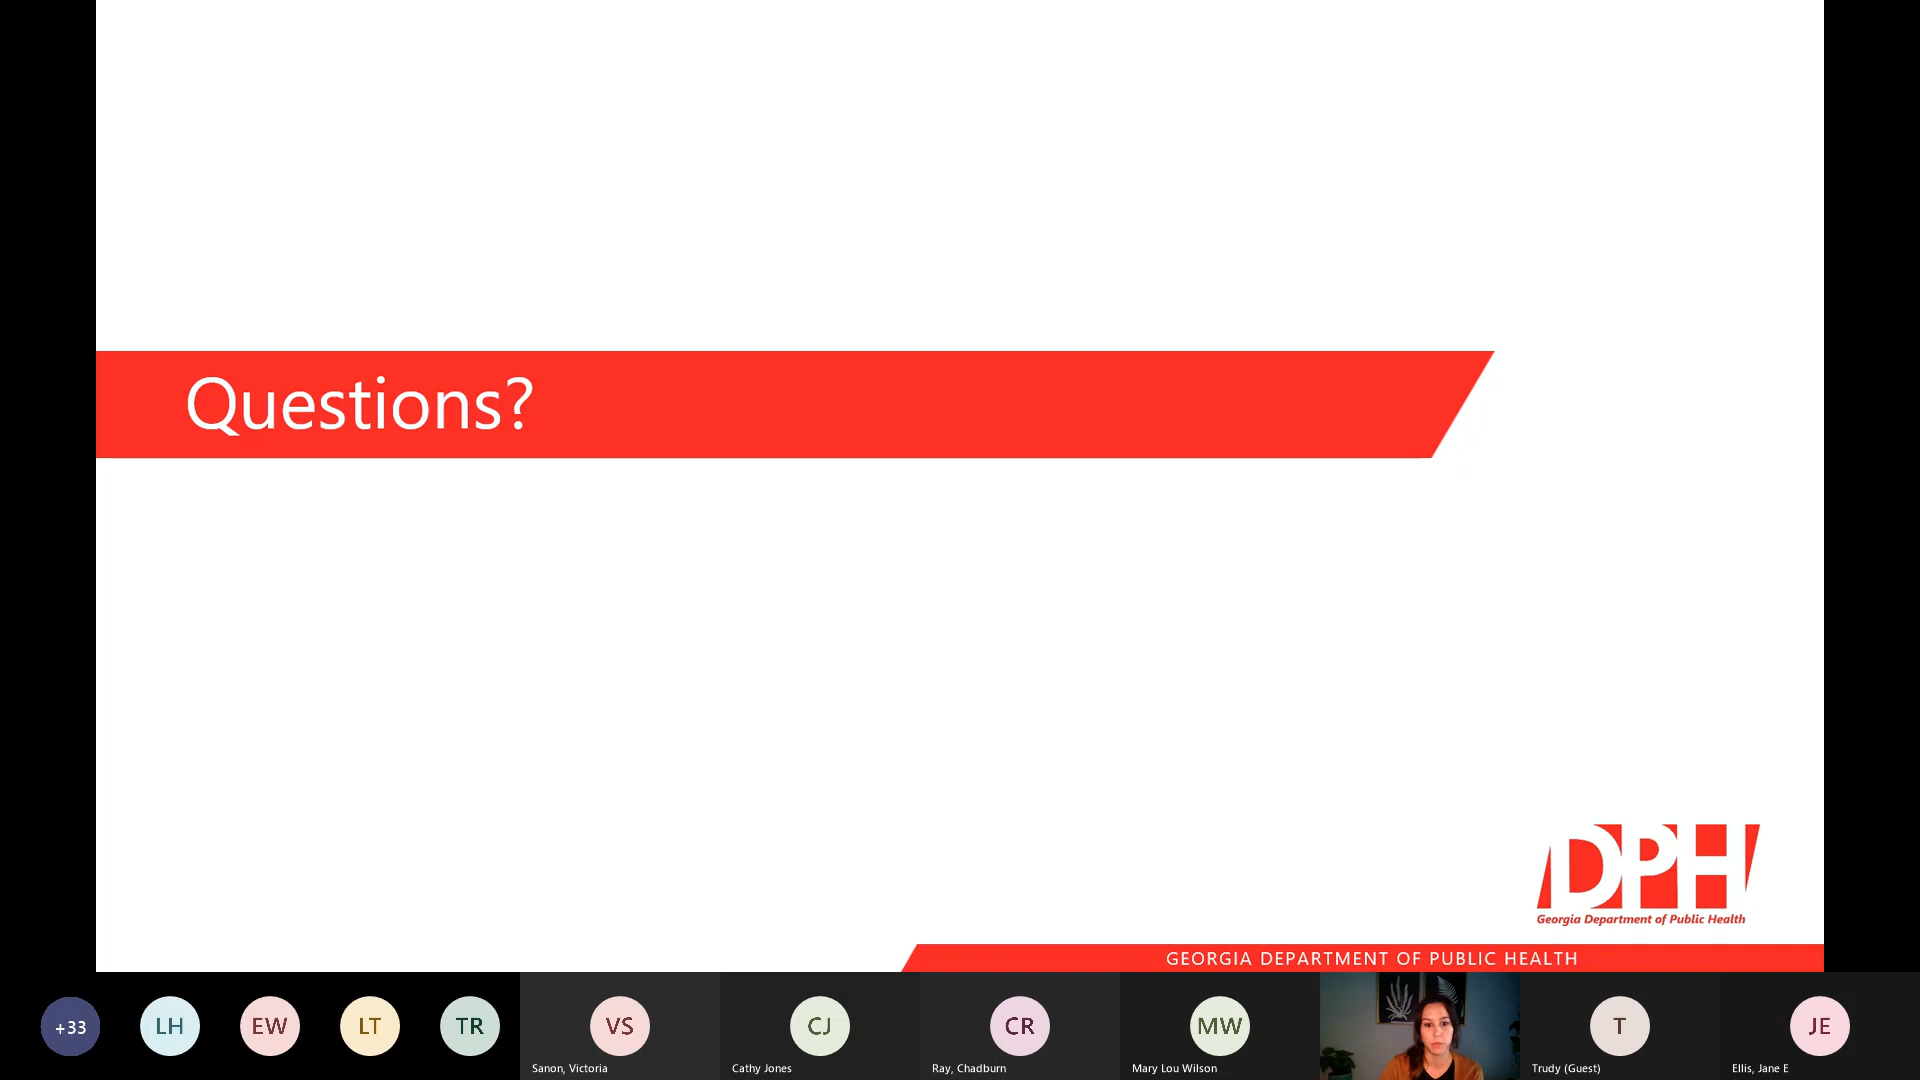 Questions?
DPH
Georgia Department of Public Health
GEORGIA DEPARTMENT OF PUBLIC HEALTH
+33
LH
EW
LT
TR
VS
Sanon, Victoria
CJ
Cathy Jones
CR
Ray, Chadburn
MW
Mary Lou Wilson
T
Trudy (Guest)
JE
Ellis, Jane E